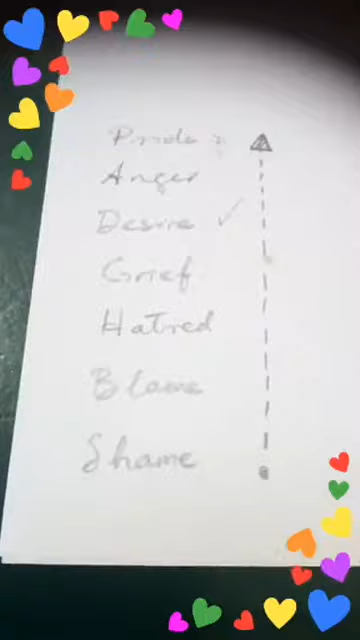 Pride :
Anger
Desire ✓
Grief
Hatred
Blame
Shame